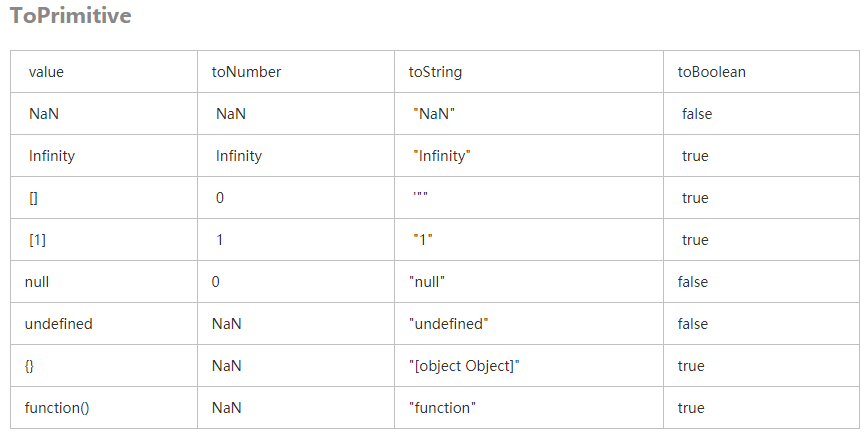 ToPrimitive
value toNumber toString toBoolean
NaN NaN "NaN" false
Infinity Infinity "Infinity" true
[] 0 '"" true
[1] 1 "1" true
null 0 "null" false
undefined NaN "undefined" false
{} NaN "[object Object]" true
function() NaN "function" true